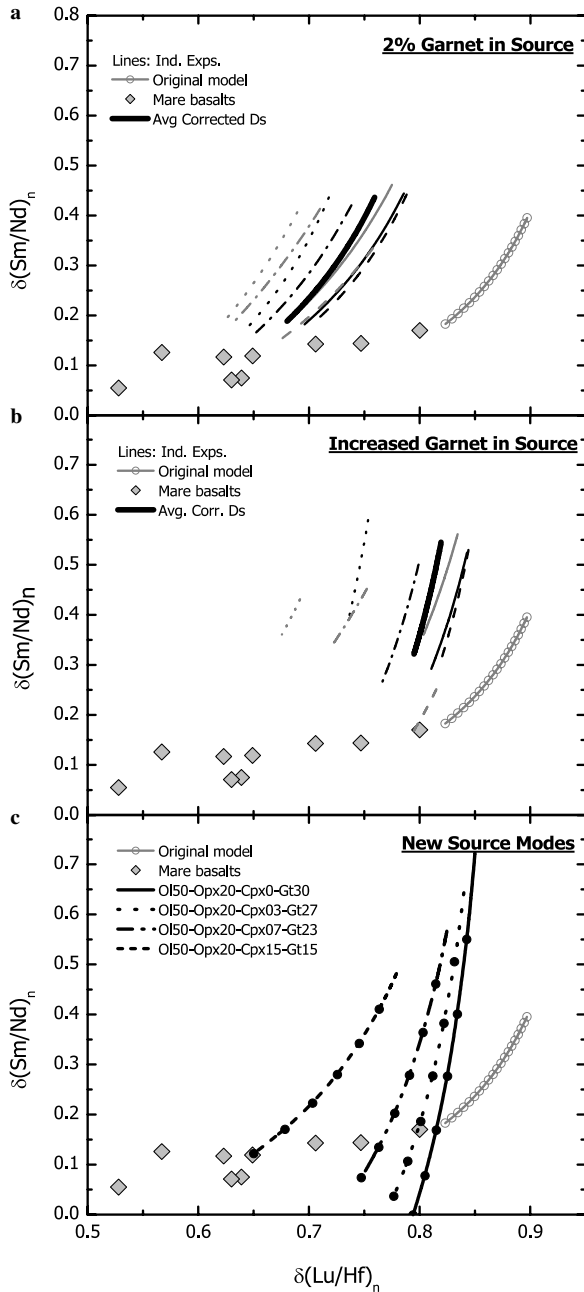 a
2% Garnet in Source
Lines: Ind. Exps.
Original model
Mare basalts
Avg Corrected Ds
δ(Sm/Nd)n
0.8
0.7
0.6
0.5
0.4
0.3
0.2
0.1
0.0
b
Increased Garnet in Source
Lines: Ind. Exps.
Original model
Mare basalts
Avg. Corr. Ds
δ(Sm/Nd)n
0.7
0.6
0.5
0.4
0.3
0.2
0.1
0.0
c
New Source Modes
Original model
Mare basalts
Ol50-Opx20-Cpx0-Gt30
Ol50-Opx20-Cpx03-Gt27
Ol50-Opx20-Cpx07-Gt23
Ol50-Opx20-Cpx15-Gt15
δ(Sm/Nd)n
0.7
0.6
0.5
0.4
0.3
0.2
0.1
0.0
0.5 0.6 0.7 0.8 0.9
δ(Lu/Hf)n